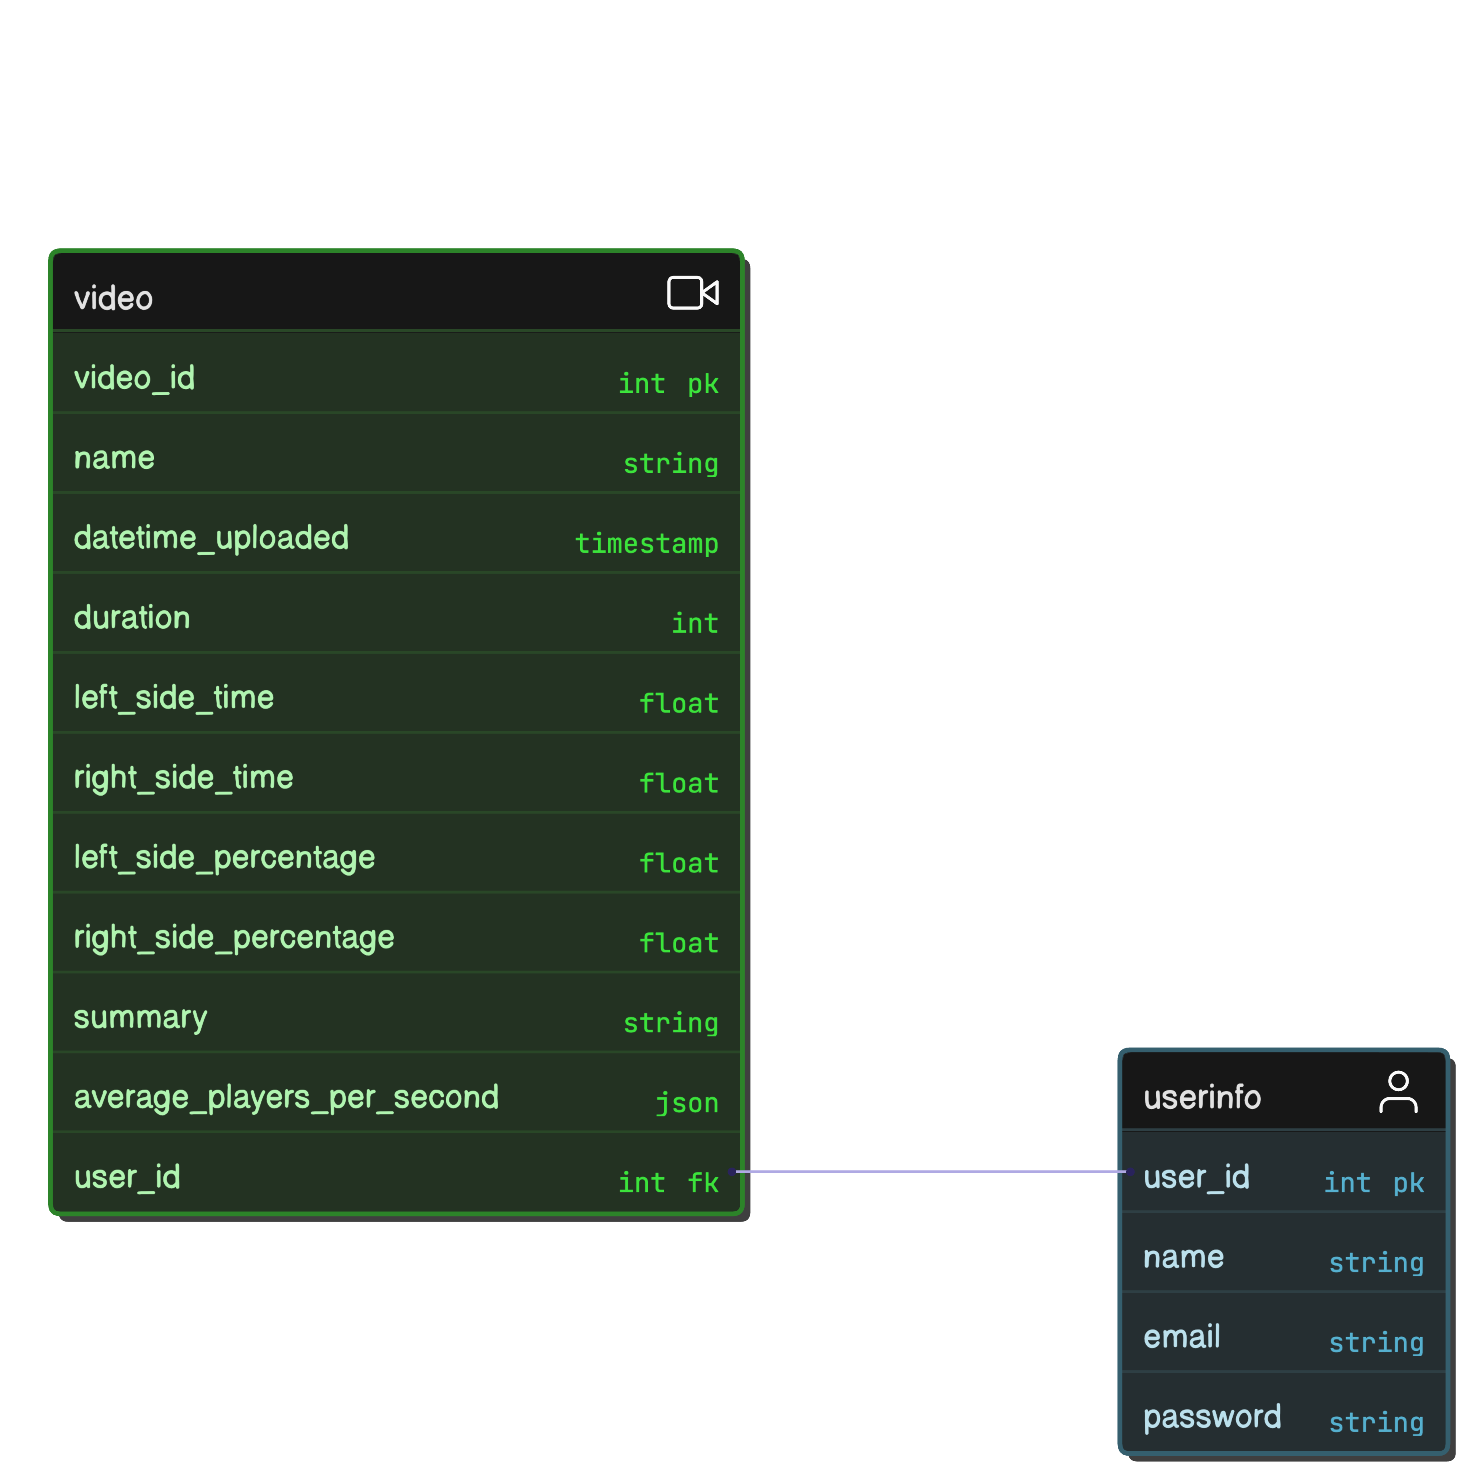 video
video_id int pk
name string
datetime_uploaded timestamp
duration int
left_side_time float
right_side_time float
left_side_percentage float
right_side_percentage float
summary string
average_players_per_second json
user_id int fk
userinfo
user_id int pk
name string
email string
password string